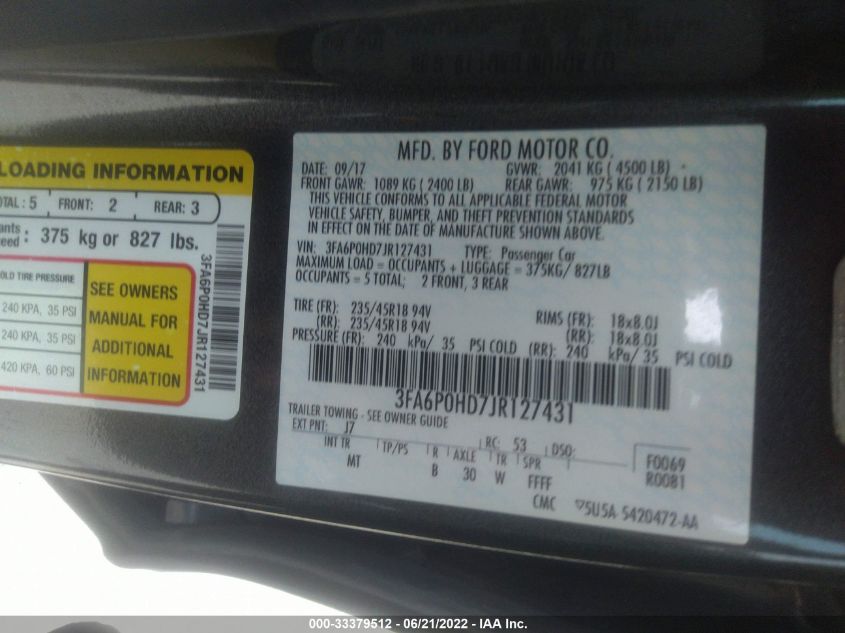 LOADING INFORMATION
TOTAL: 5 FRONT: 2 REAR: 3
375 kg or 827 lbs.
COLD TIRE PRESSURE
240 KPA, 35 PSI
240 KPA, 35 PSI
420 KPA, 60 PSI
SEE OWNERS
MANUAL FOR
ADDITIONAL
INFORMATION
3FA6P0HD7JR127431
MFD. BY FORD MOTOR CO.
DATE: 09/17 GVWR: 2041 KG ( 4500 LB)
FRONT GAWR: 1089 KG ( 2400 LB) REAR GAWR: 975 KG ( 2150 LB)
THIS VEHICLE CONFORMS TO ALL APPLICABLE FEDERAL MOTOR
VEHICLE SAFETY, BUMPER, AND THEFT PREVENTION STANDARDS
IN EFFECT ON THE DATE OF MANUFACTURE SHOWN ABOVE.
VIN: 3FA6P0HD7JR127431 TYPE: Passenger Car
MAXIMUM LOAD = OCCUPANTS + LUGGAGE = 375KG/ 827LB
OCCUPANTS = 5 TOTAL; 2 FRONT, 3 REAR
TIRE (FR): 235/45R18 94V RIMS (FR): 18x8.0J
(RR): 235/45R18 94V (RR): 18x8.0J
PRESSURE (FR): 240 kPa/ 35 PSI COLD (RR): 240 kPa/ 35 PSI COLD
3FA6P0HD7JR127431
TRAILER TOWING - SEE OWNER GUIDE
EXT PNT: J7 RC: 53 DSO:
INT TR TP/PS R AXLE TR SPR
MT B 30 W FFFF
F0069
R0081
CMC
5U5A-5420472-AA
000-33379512 - 06/21/2022 - IAA Inc.